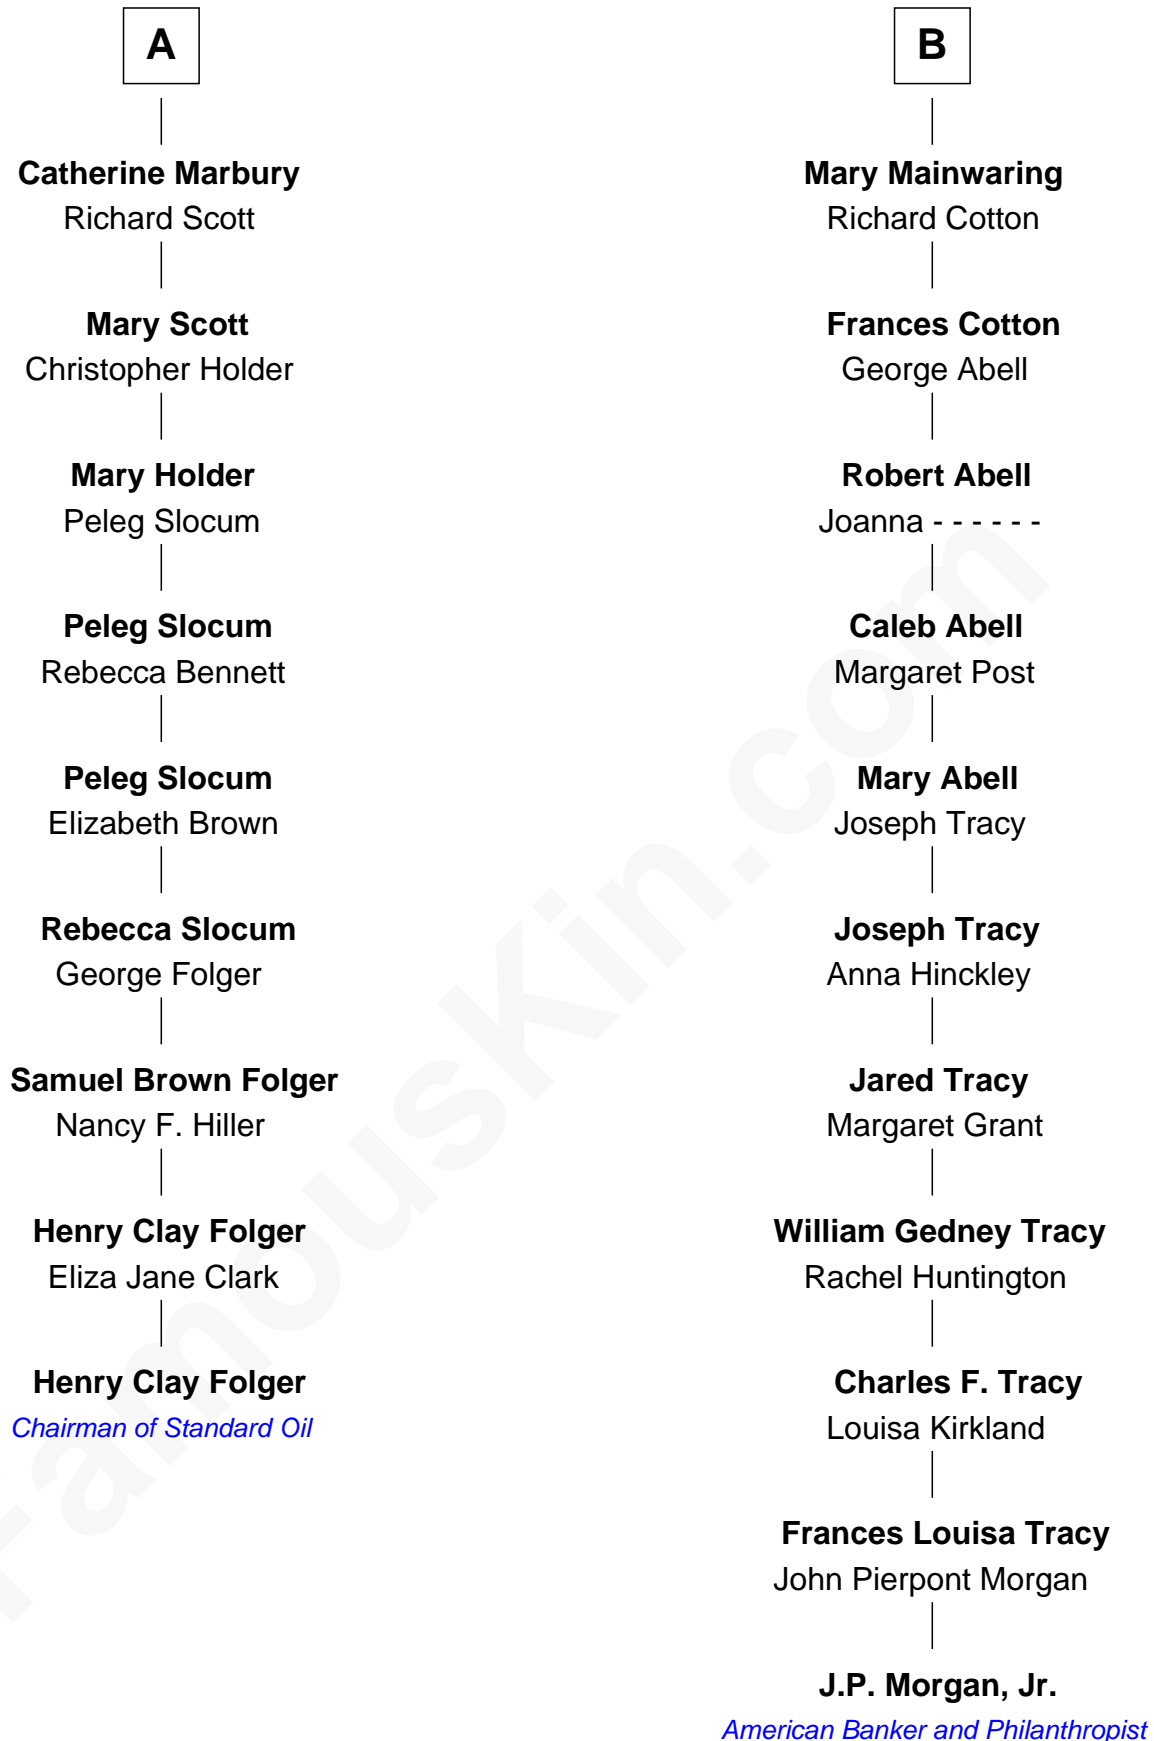 A
Catherine Marbury
Richard Scott
Mary Scott
Christopher Holder
Mary Holder
Peleg Slocum
Peleg Slocum
Rebecca Bennett
Peleg Slocum
Elizabeth Brown
Rebecca Slocum
George Folger
Samuel Brown Folger
Nancy F. Hiller
Henry Clay Folger
Eliza Jane Clark
Henry Clay Folger
Chairman of Standard Oil
B
Mary Mainwaring
Richard Cotton
Frances Cotton
George Abell
Robert Abell
Joanna - - - - - -
Caleb Abell
Margaret Post
Mary Abell
Joseph Tracy
Joseph Tracy
Anna Hinckley
Jared Tracy
Margaret Grant
William Gedney Tracy
Rachel Huntington
Charles F. Tracy
Louisa Kirkland
Frances Louisa Tracy
John Pierpont Morgan
J.P. Morgan, Jr.
American Banker and Philanthropist
FamousKin.com